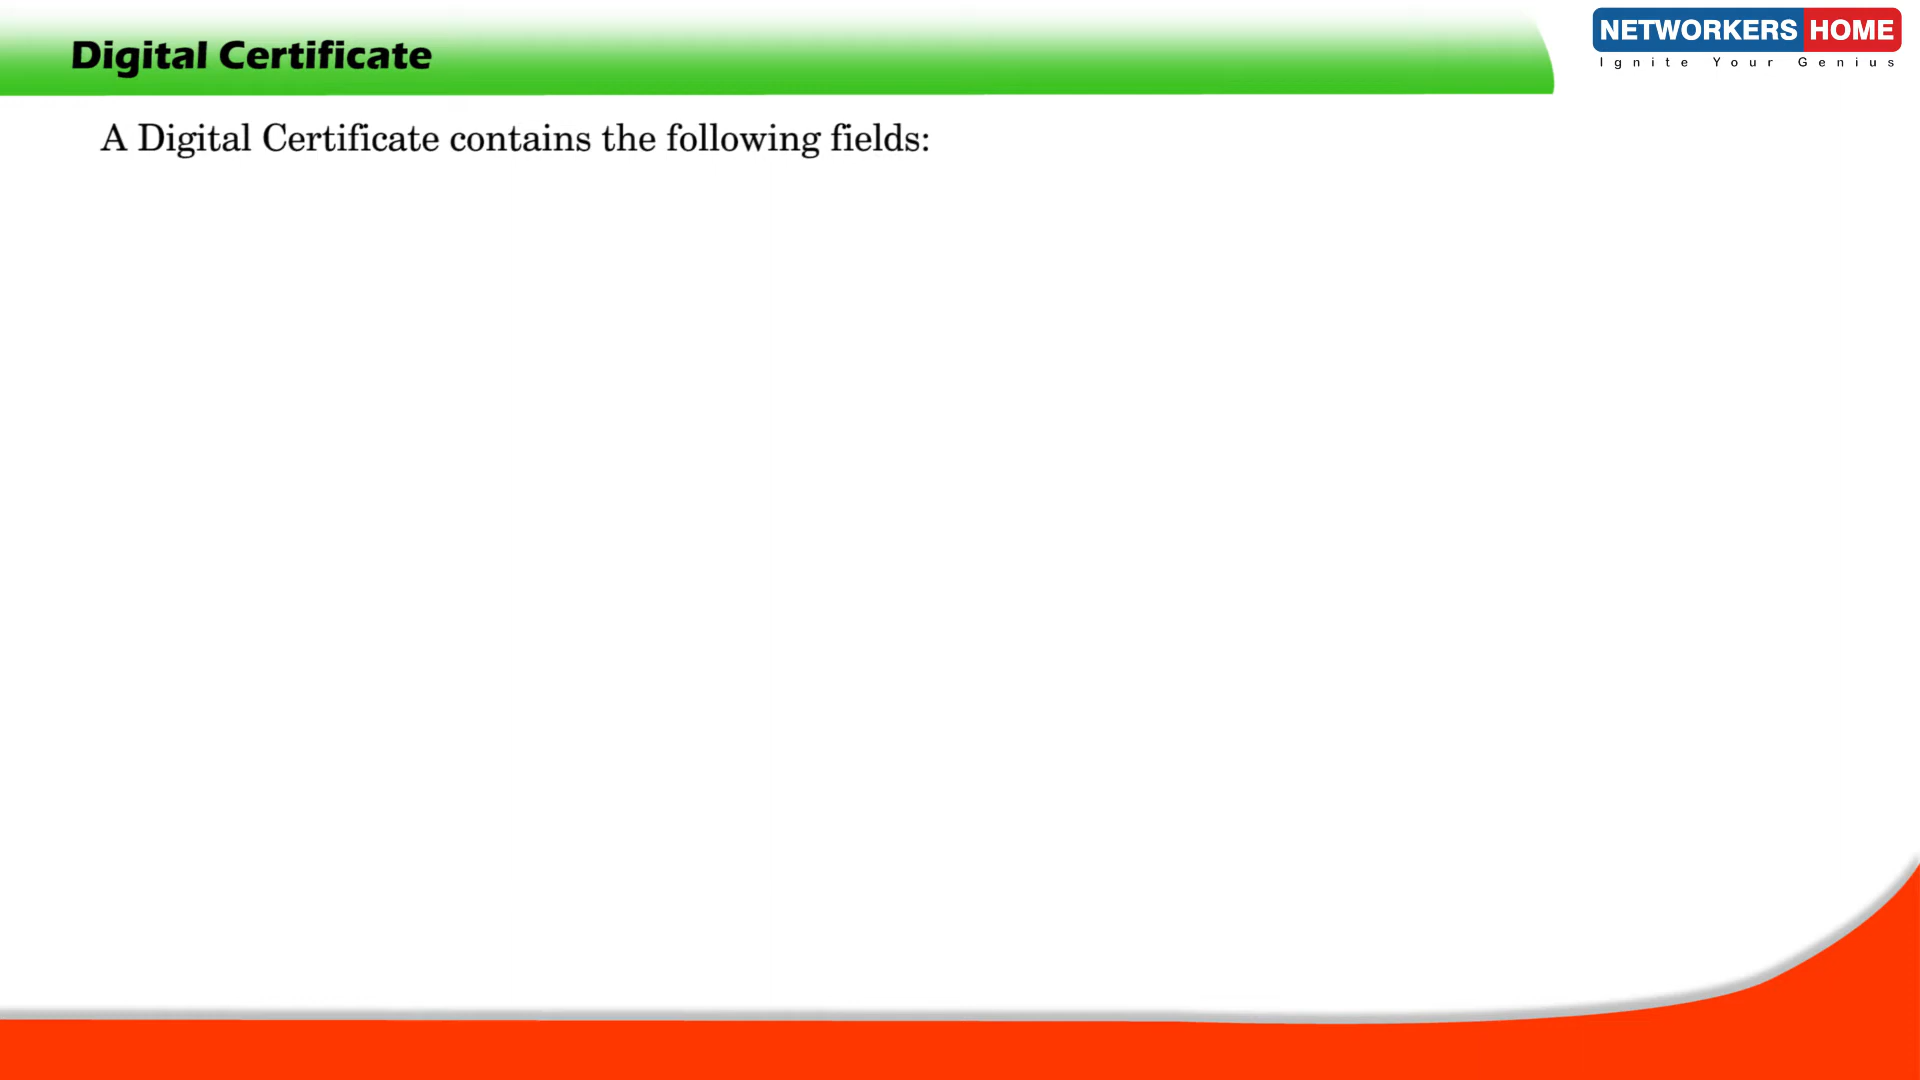 Digital Certificate
NETWORKERS HOME
Ignite Your Genius
A Digital Certificate contains the following fields: